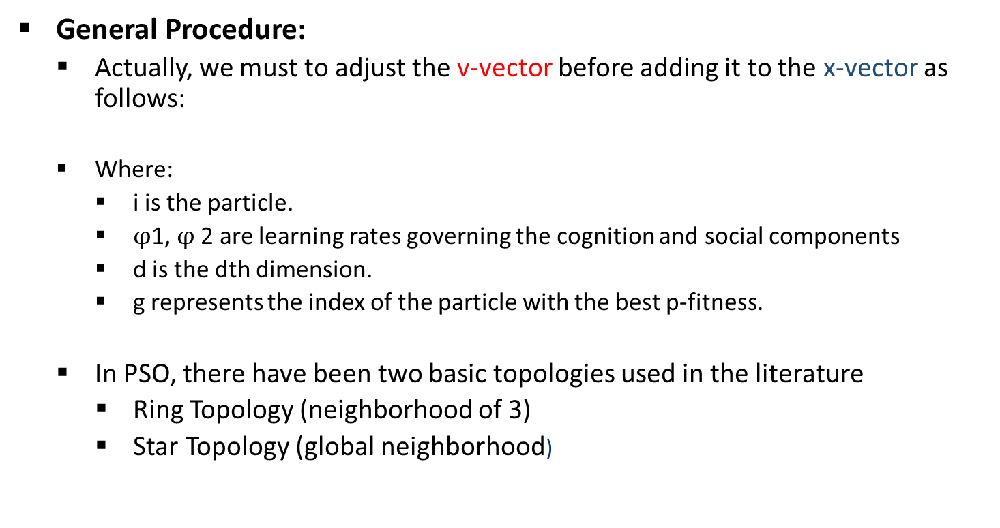 ▪ General Procedure:
▪ Actually, we must to adjust the v-vector before adding it to the x-vector as
follows:
▪ Where:
▪ i is the particle.
▪ φ1, φ 2 are learning rates governing the cognition and social components
▪ d is the dth dimension.
▪ g represents the index of the particle with the best p-fitness.
▪ In PSO, there have been two basic topologies used in the literature
▪ Ring Topology (neighborhood of 3)
▪ Star Topology (global neighborhood)